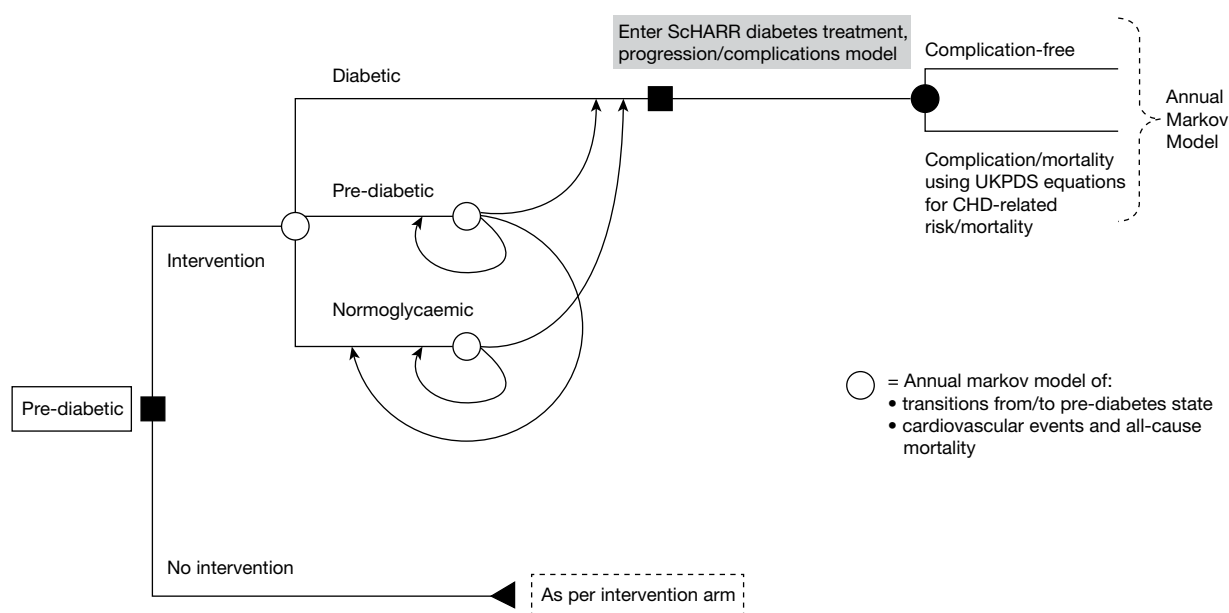 Enter ScHARR diabetes treatment,
progression/complications model
Complication-free
Diabetic
Annual
Markov
Model
Complication/mortality
using UKPDS equations
for CHD-related
risk/mortality
Pre-diabetic
Intervention
Normoglycaemic
= Annual markov model of:
• transitions from/to pre-diabetes state
• cardiovascular events and all-cause
mortality
Pre-diabetic
No intervention
As per intervention arm